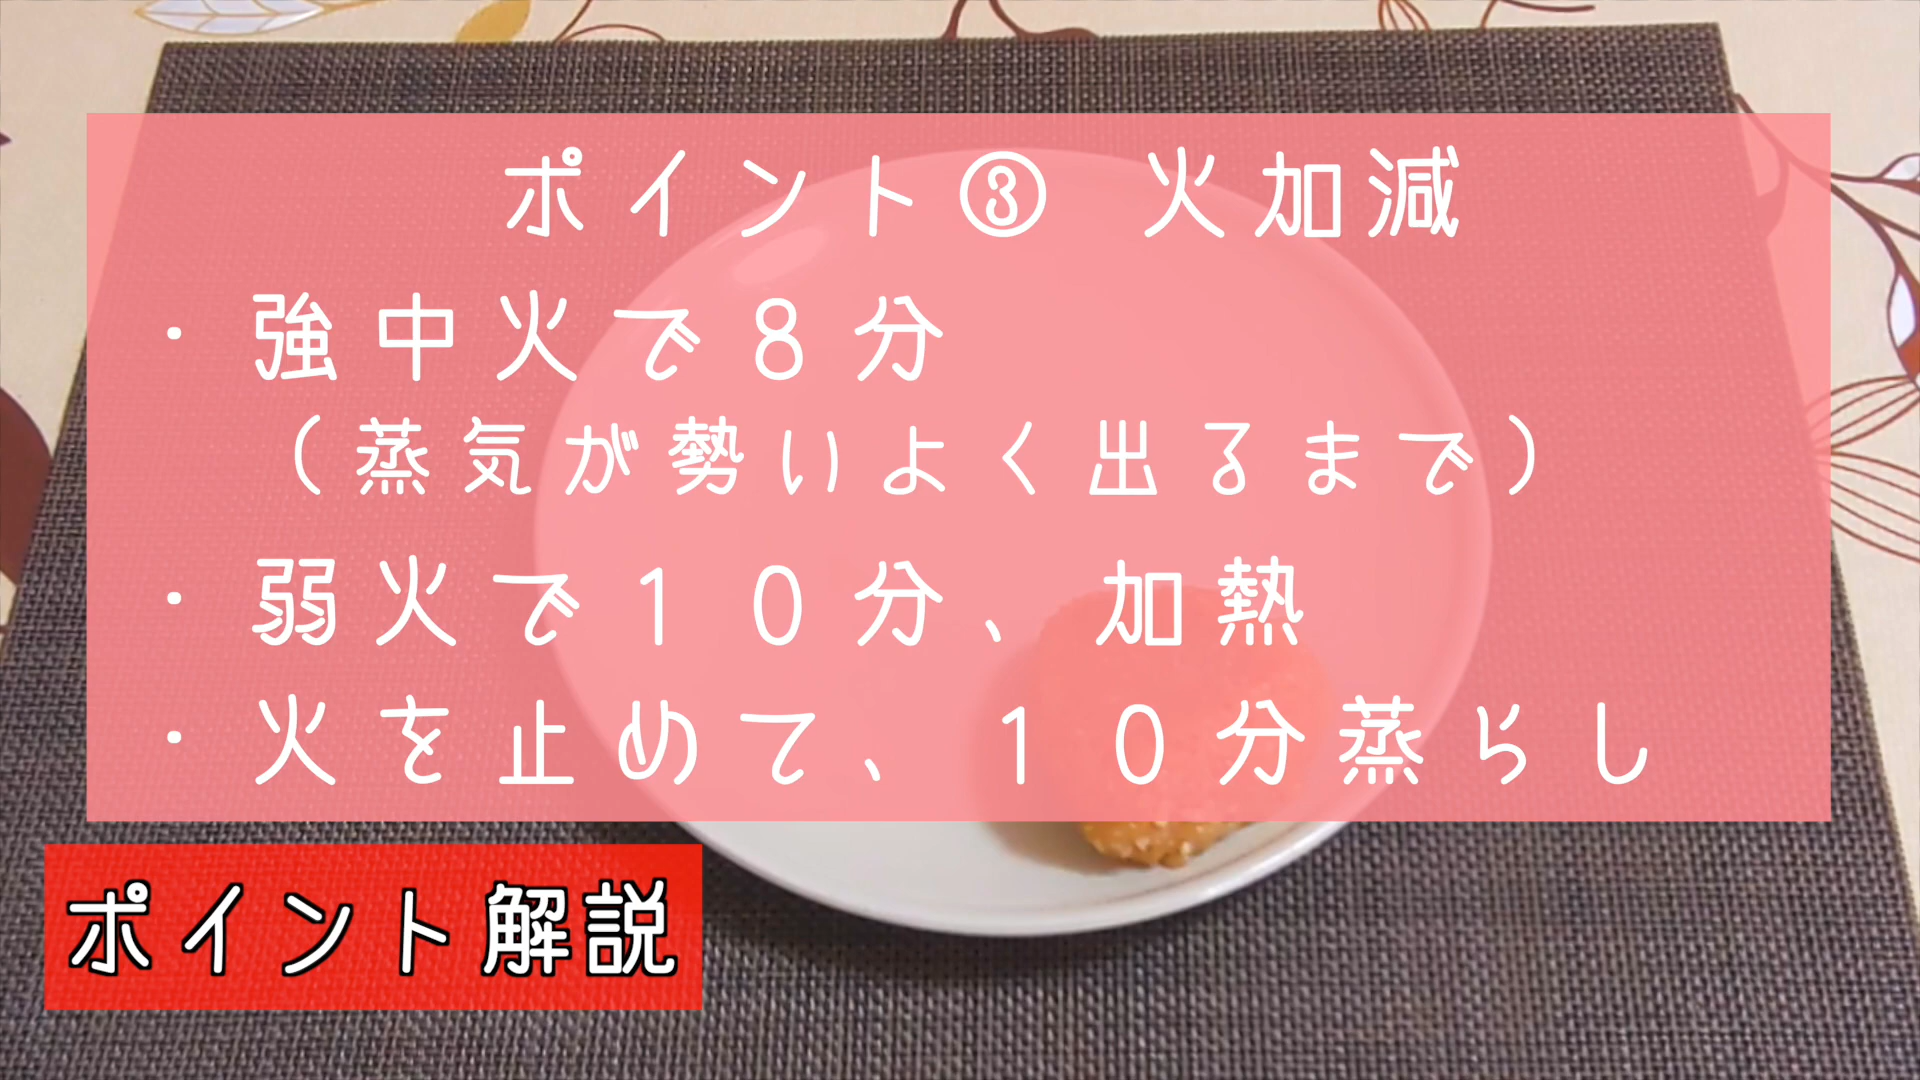 ポイント③ 火加減
・強中火で８分
（蒸気が勢いよく出るまで）
・弱火で１０分、加熱
・火を止めて、１０分蒸らし
ポイント解説